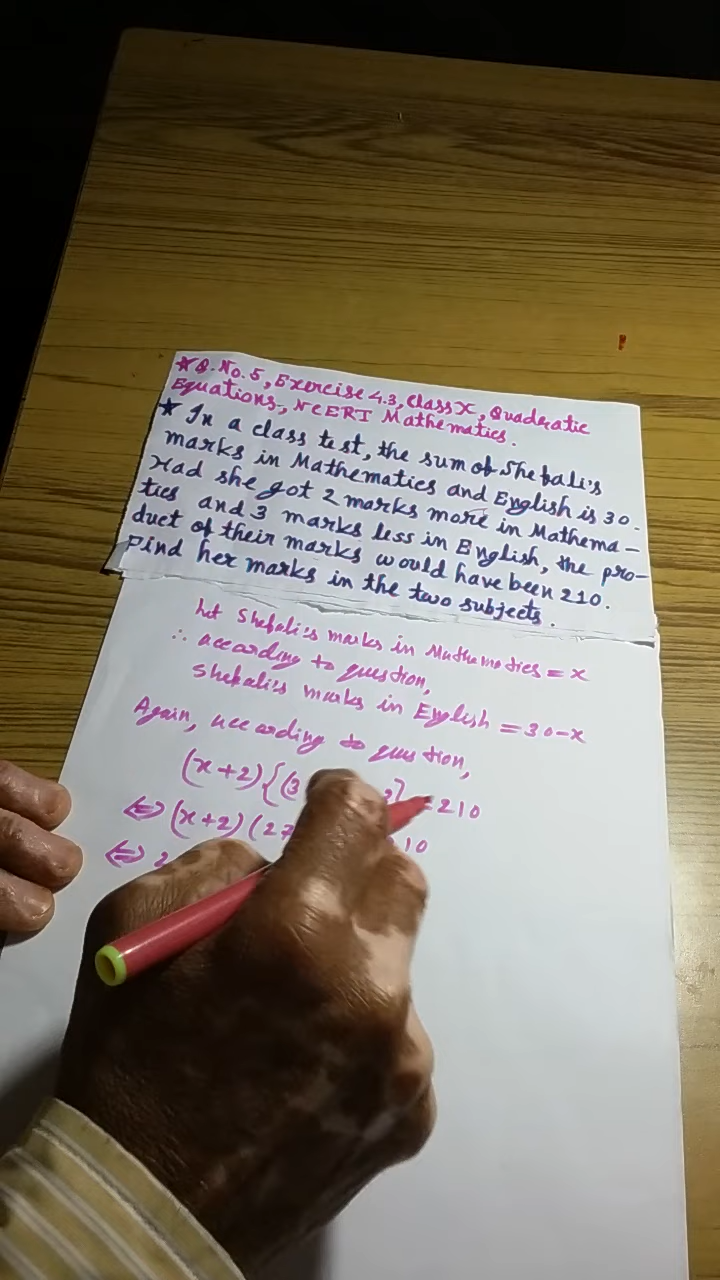 ★ Q. No. 5, Exercise 4.3, Class X, Quadratic
Equations, NCERT Mathematics.
★ In a class test, the sum of Shefali's
marks in Mathematics and English is 30.
Had she got 2 marks more in Mathema-
tics and 3 marks less in English, the pro-
duct of their marks would have been 210.
Find her marks in the two subjects.
Let Shefali's marks in Mathematics = x
∴ according to question,
Shefali's marks in English = 30-x
Again, according to question,
(x+2){(3 } = 210
⇔ (x+2)(27 10
⇔ 2